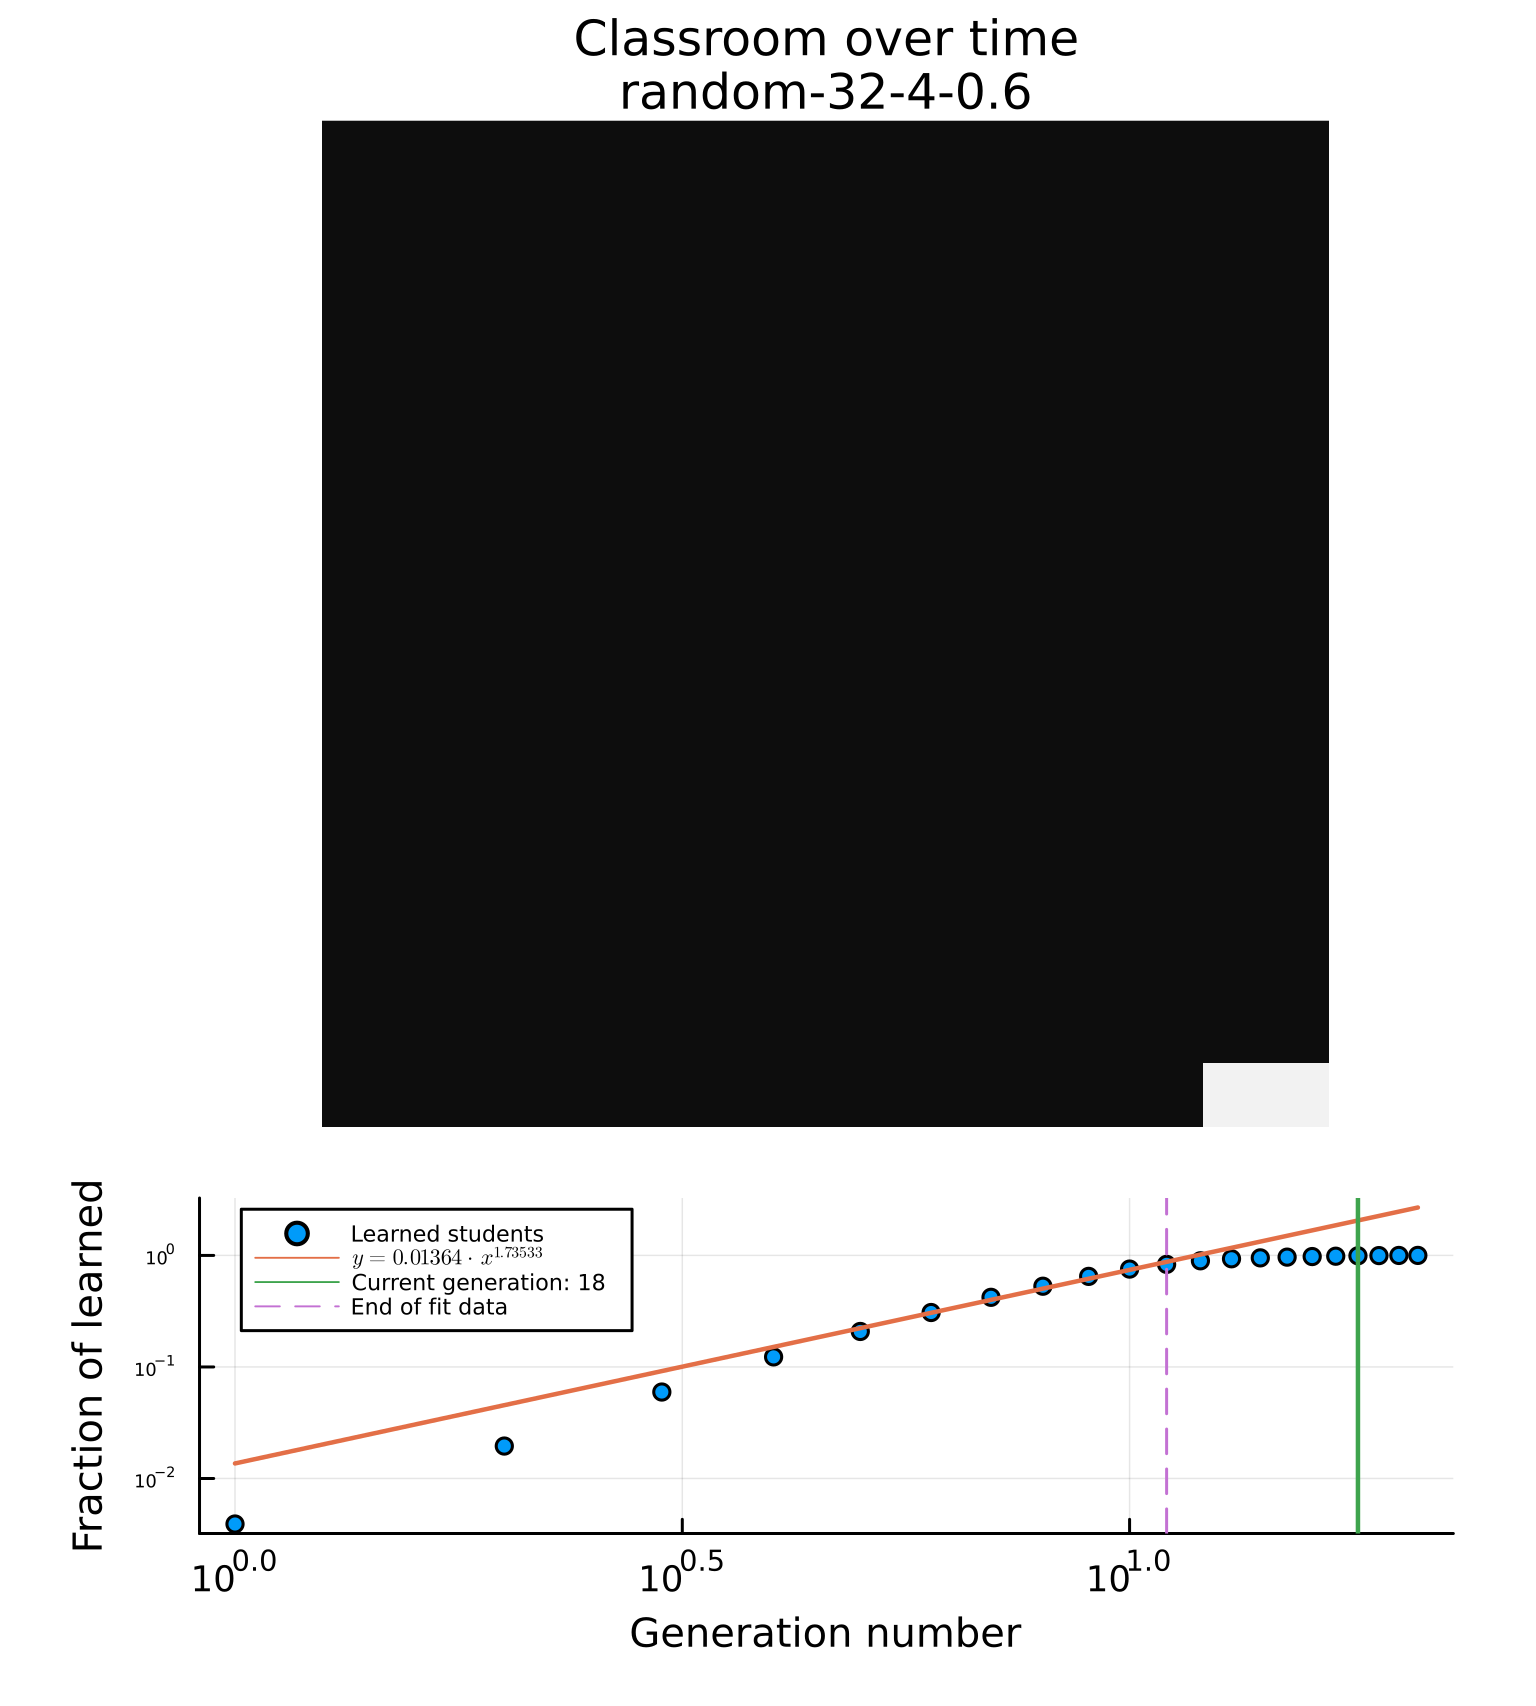 Classroom over time
random-32-4-0.6
Fraction of learned
Learned students
y = 0.01364 · x^1.73533
Current generation: 18
End of fit data
10^0
10^−1
10^−2
10^0.0
10^0.5
10^1.0
Generation number